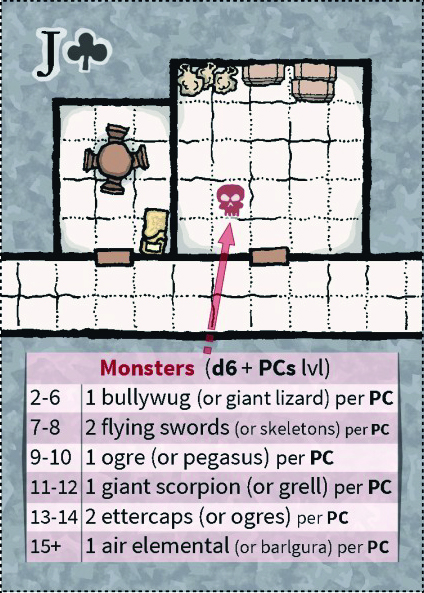 J♣
Monsters (d6 + PCs lvl)
2-6 1 bullywug (or giant lizard) per PC
7-8 2 flying swords (or skeletons) per PC
9-10 1 ogre (or pegasus) per PC
11-12 1 giant scorpion (or grell) per PC
13-14 2 ettercaps (or ogres) per PC
15+ 1 air elemental (or barlgura) per PC